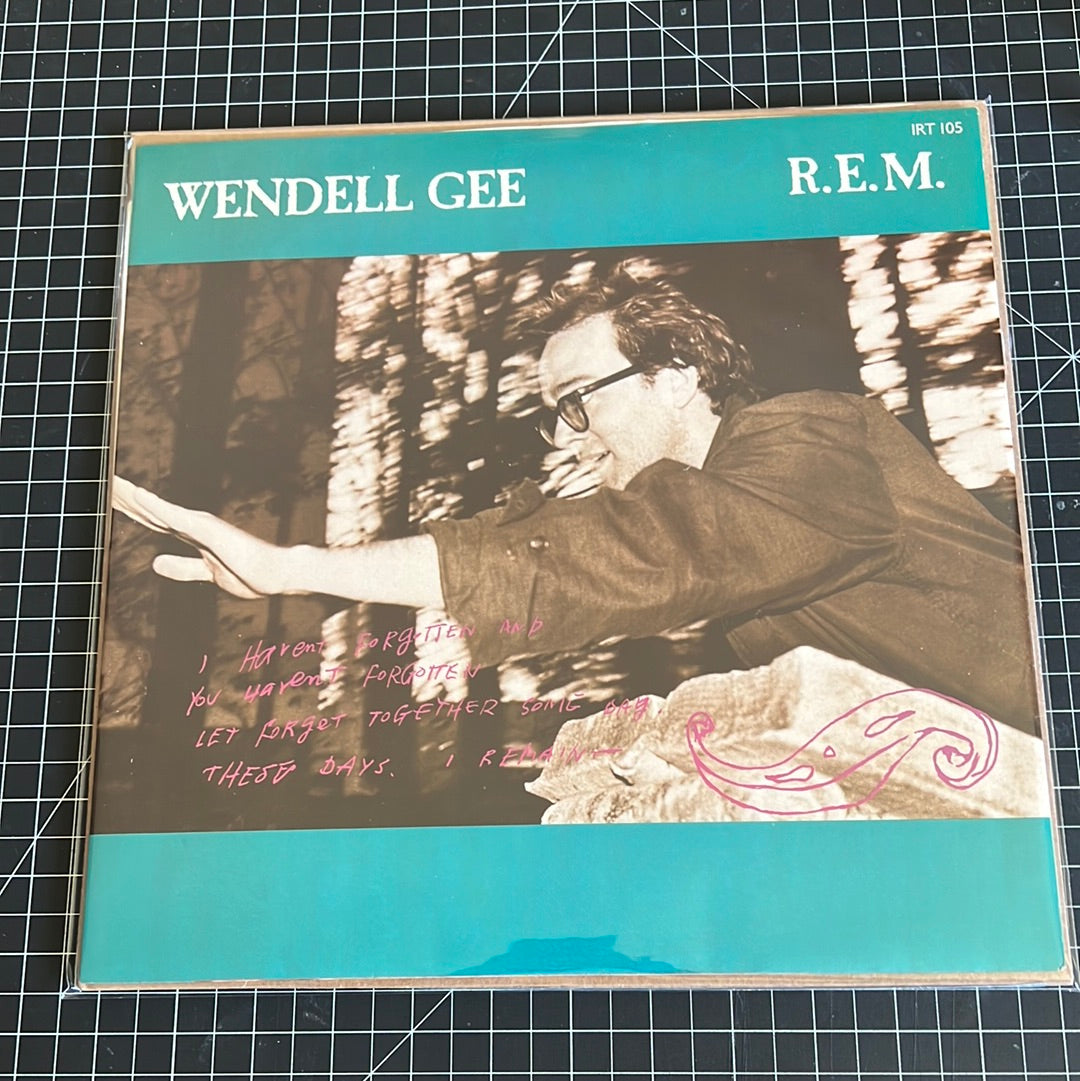 IRT 105
WENDELL GEE R.E.M.
I HavenT FORgOTTEN AND
YOU HavenT FORGOTTEN
LET FORgeT TOGETHER SOME DAY.
THESE DAYS. I REMAIN—